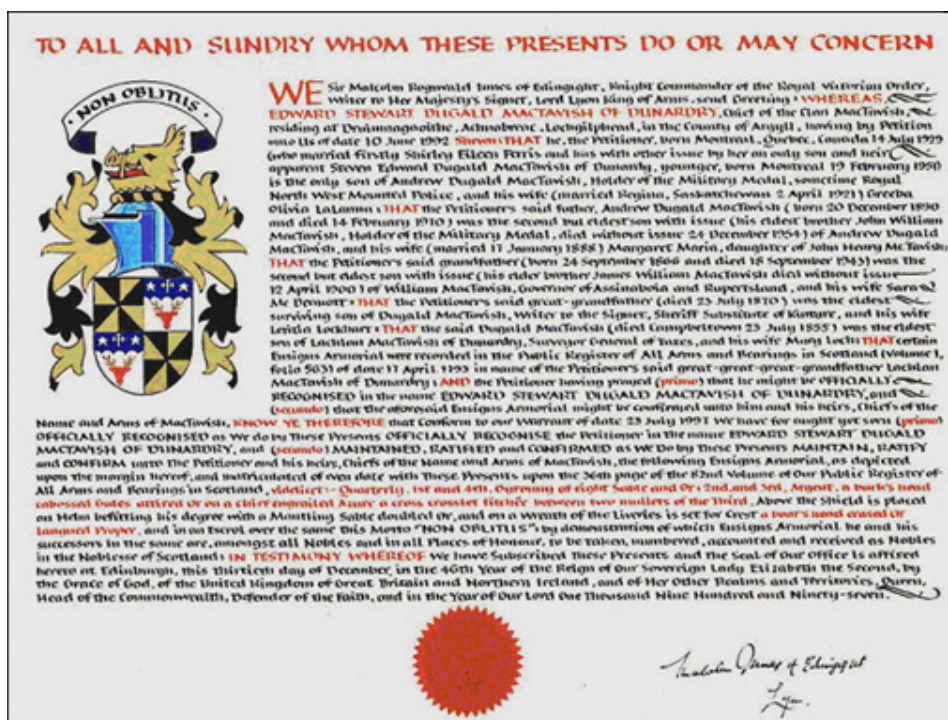 TO ALL AND SUNDRY WHOM THESE PRESENTS DO OR MAY CONCERN
NON OBLITUS
WE Sir Malcolm Rognvald Innes of Edingight, Knight Commander of the Royal Victorian Order,
Writer to Her Majesty's Signet, Lord Lyon King of Arms, send Greeting: WHEREAS,
EDWARD STEWART DUGALD MACTAVISH OF DUNARDRY, Chief of the Clan MacTavish,
residing at Achnabreac, Lochgilphead, in the County of Argyll, having by Petition
unto Us of date 10 June 1992 Shewn: THAT he, the Petitioner, born Montreal, Quebec, Canada 14 July 1925
(who married firstly Shirley Eileen Ferris and has with other issue by her an only son and heir
apparent Steven Edward Dugald MacTavish of Dunardry, younger, born Montreal 19 February 1950)
is the only son of Andrew Dugald MacTavish, Holder of the Military Medal, sometime Royal
North West Mounted Police, and his wife (married Regina, Saskatchewan 2 April 1921) Greeba
Olivia; THAT the Petitioner's said father, Andrew Dugald MacTavish (born 20 December 1890
and died 14 February 1970) was the second but eldest son with issue (his eldest brother John William
MacTavish, Holder of the Military Medal, died without issue 24 December 1954) of Andrew Dugald
MacTavish, and his wife (married 17 January 1888) Margaret Maria, daughter of John Henry McTavish
THAT the Petitioner's said grandfather (born 24 September 1866 and died 18 September 1943) was the
second but eldest son with issue (his elder brother James William MacTavish died without issue
12 April 1900) of William MacTavish, Governor of Assinaboia and Rupertsland, and his wife Sara
Mc Dermott: THAT the Petitioner's said great-grandfather (died 23 July 1870) was the eldest
surviving son of Dugald MacTavish, Writer to the Signet, Sheriff Substitute of Kintyre, and his wife
Letitia Lockhart: THAT the said Dugald MacTavish (died Campbeltown 23 July 1855) was the eldest
son of Lachlan MacTavish of Dunardry, Surveyor General of Taxes, and his wife Mary Loch: THAT certain
Ensigns Armorial were recorded in the Public Register of All Arms and Bearings in Scotland (Volume 1,
folio 563) of date 17 April 1793 in name of the Petitioner's said great-great-great-grandfather Lachlan
MacTavish of Dunardry; AND the Petitioner having prayed (primo) that he might be OFFICIALLY
RECOGNISED in the name EDWARD STEWART DUGALD MACTAVISH OF DUNARDRY, and
(secundo) that the aforesaid Ensigns Armorial might be confirmed unto him and his heirs, Chiefs of the
Name and Arms of MacTavish, KNOW YE THEREFORE that Conform to our Warrant of date 23 July 1997 We have for aught yet seen (primo)
OFFICIALLY RECOGNISED as We do by These Presents OFFICIALLY RECOGNISE the Petitioner in the name EDWARD STEWART DUGALD
MACTAVISH OF DUNARDRY, and (secundo) MAINTAINED, RATIFIED and CONFIRMED as We do by These Presents MAINTAIN, RATIFY
and CONFIRM unto the Petitioner and his heirs, Chiefs of the Name and Arms of MacTavish, the following Ensigns Armorial, as depicted
upon the margin hereof, and matriculated of even date with These Presents upon the 36th page of the 82nd Volume of Our Public Register of
All Arms and Bearings in Scotland, videlicet: Quarterly, 1st and 4th, Gyronny of eight Sable and Or; 2nd and 3rd, Argent, a buck's head
cabossed Gules attired Or on a chief engrailed Azure a cross crosslet fitchée between two mullets of the Third. Above the Shield is placed
an Helm befitting his degree with a Mantling Sable doubled Or, and on a Wreath of the Liveries is set for Crest a boar's head erased Or
langued Proper, and in an Escrol over the same this Motto "NON OBLITUS", by demonstration of which Ensigns Armorial he and his
successors in the same are, amongst all Nobles and in all Places of Honour, to be taken, numbered, accounted and received as Nobles
in the Noblesse of Scotland; IN TESTIMONY WHEREOF We have Subscribed These Presents and the Seal of Our Office is affixed
hereto at Edinburgh, this Thirtieth day of December, in the 46th Year of the Reign of Our Sovereign Lady Elizabeth the Second, by
the Grace of God, of the United Kingdom of Great Britain and Northern Ireland, and of Her Other Realms and Territories, Queen,
Head of the Commonwealth, Defender of the Faith, and in the Year of Our Lord One Thousand Nine Hundred and Ninety-seven.
Malcolm Innes of Edingight
Lyon.